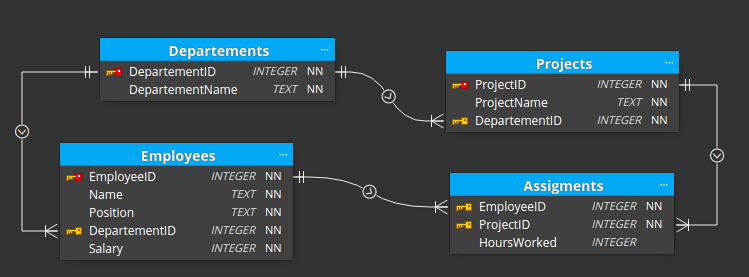 Departements ...
DepartementID INTEGER NN
DepartementName TEXT NN
Projects ...
ProjectID INTEGER NN
ProjectName TEXT NN
DepartementID INTEGER NN
Employees ...
EmployeeID INTEGER NN
Name TEXT NN
Position TEXT NN
DepartementID INTEGER NN
Salary INTEGER NN
Assigments ...
EmployeeID INTEGER NN
ProjectID INTEGER NN
HoursWorked INTEGER